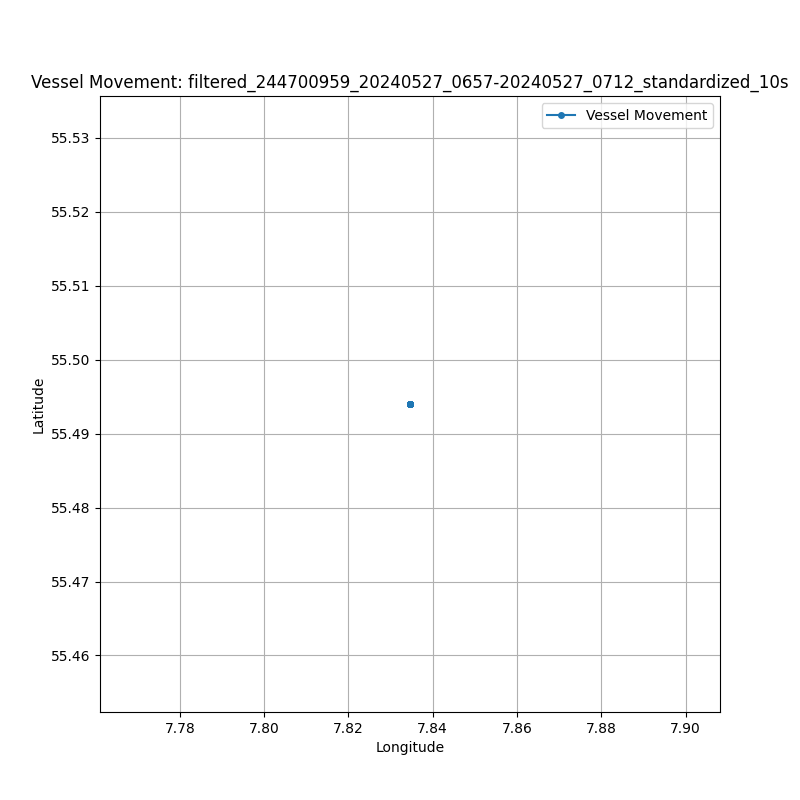 Vessel Movement: filtered_244700959_20240527_0657-20240527_0712_standardized_10s
Vessel Movement
55.53
55.52
55.51
55.50
55.49
55.48
55.47
55.46
Latitude
7.78 7.80 7.82 7.84 7.86 7.88 7.90
Longitude